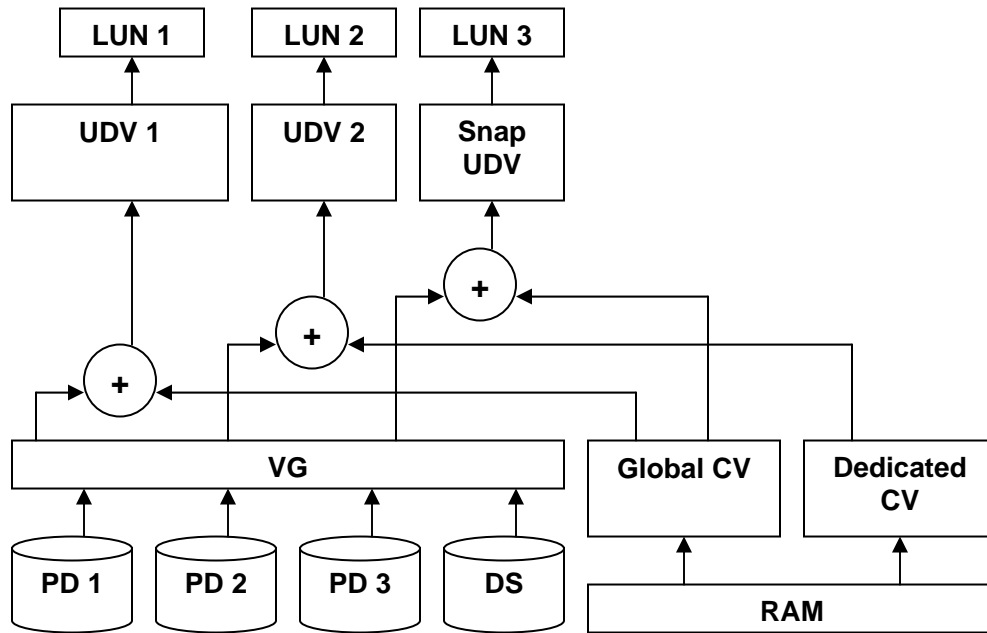 LUN 1
LUN 2
LUN 3
UDV 1
UDV 2
Snap
UDV
+
+
+
VG
Global CV
Dedicated
CV
PD 1
PD 2
PD 3
DS
RAM